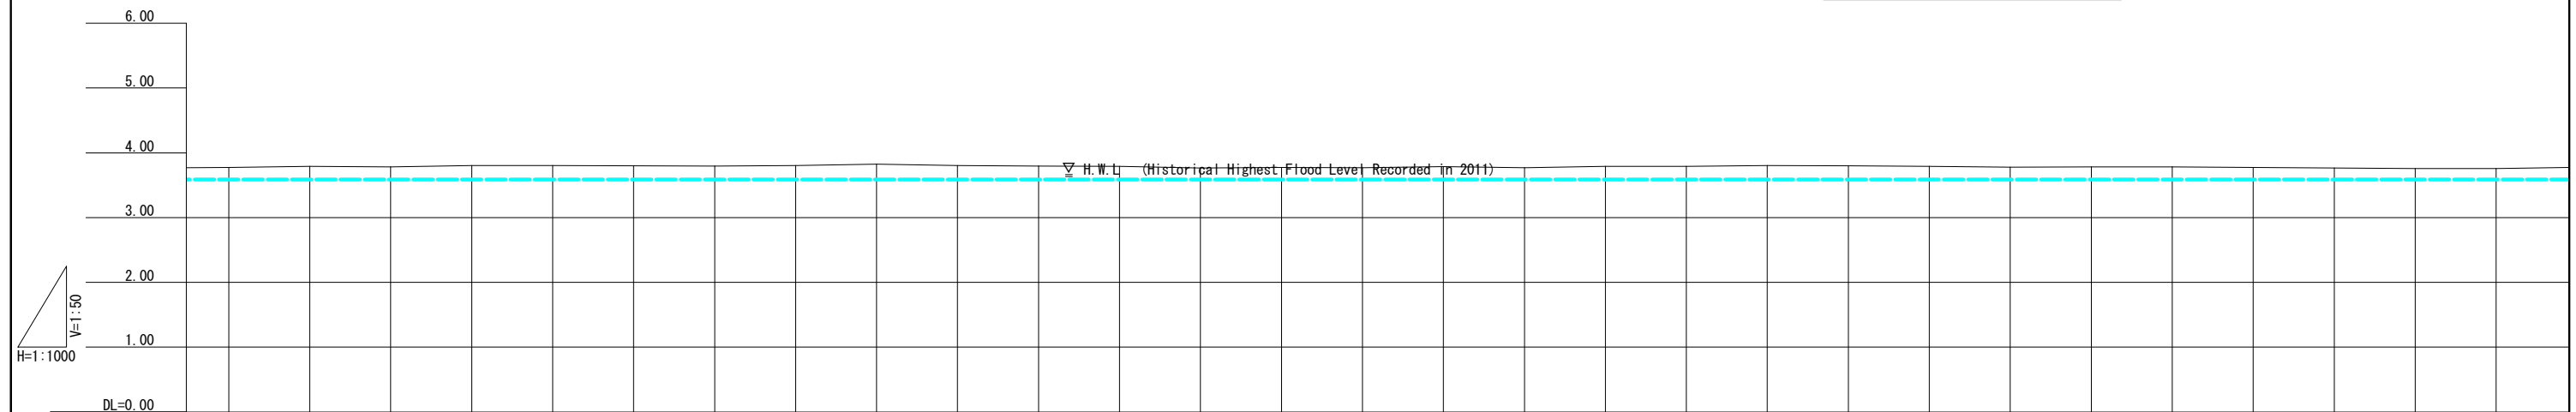 6.00
5.00
4.00
▽ H.W.L (Historical Highest Flood Level Recorded in 2011)
3.00
2.00
V=1:50
1.00
H=1:1000
DL=0.00